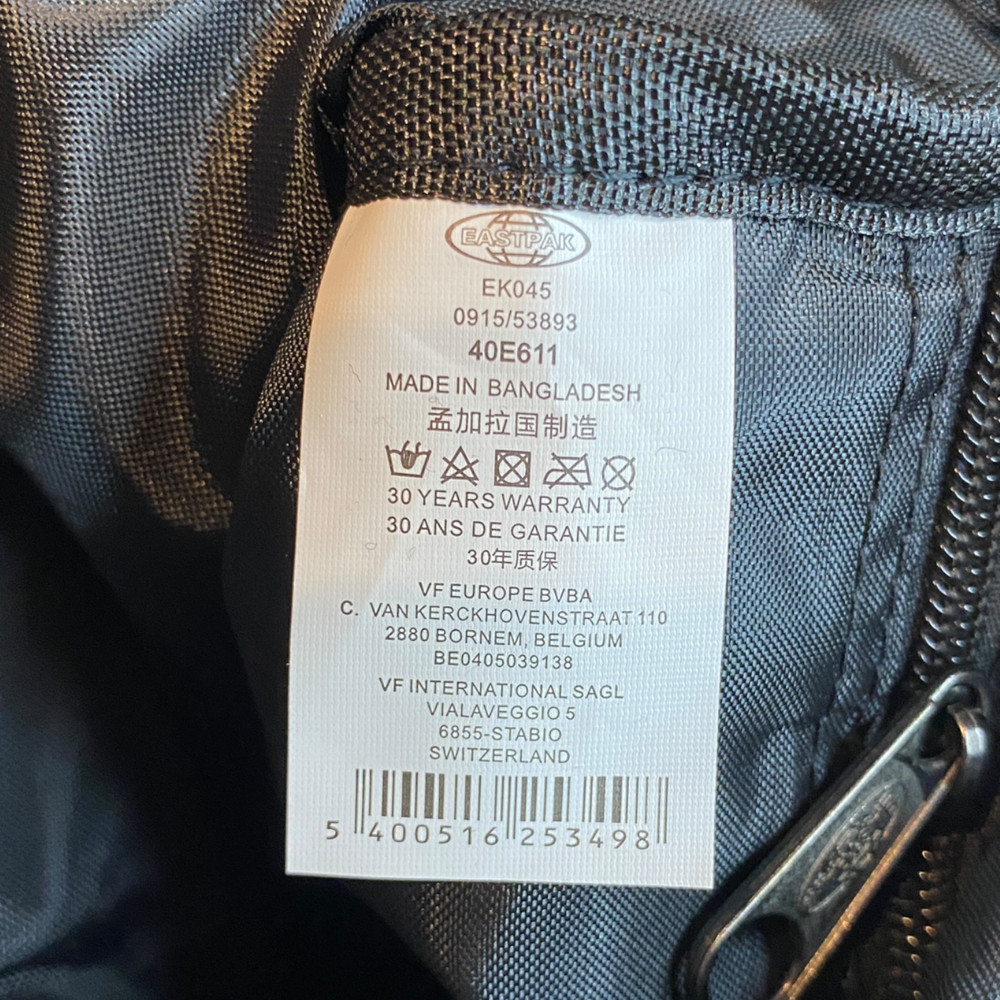 EASTPAK
EK045
0915/53893
40E611
MADE IN BANGLADESH
孟加拉国制造
30 YEARS WARRANTY
30 ANS DE GARANTIE
30年质保
VF EUROPE BVBA
C. VAN KERCKHOVENSTRAAT 110
2880 BORNEM, BELGIUM
BE0405039138
VF INTERNATIONAL SAGL
VIALAVEGGIO 5
6855-STABIO
SWITZERLAND
5 400516 253498